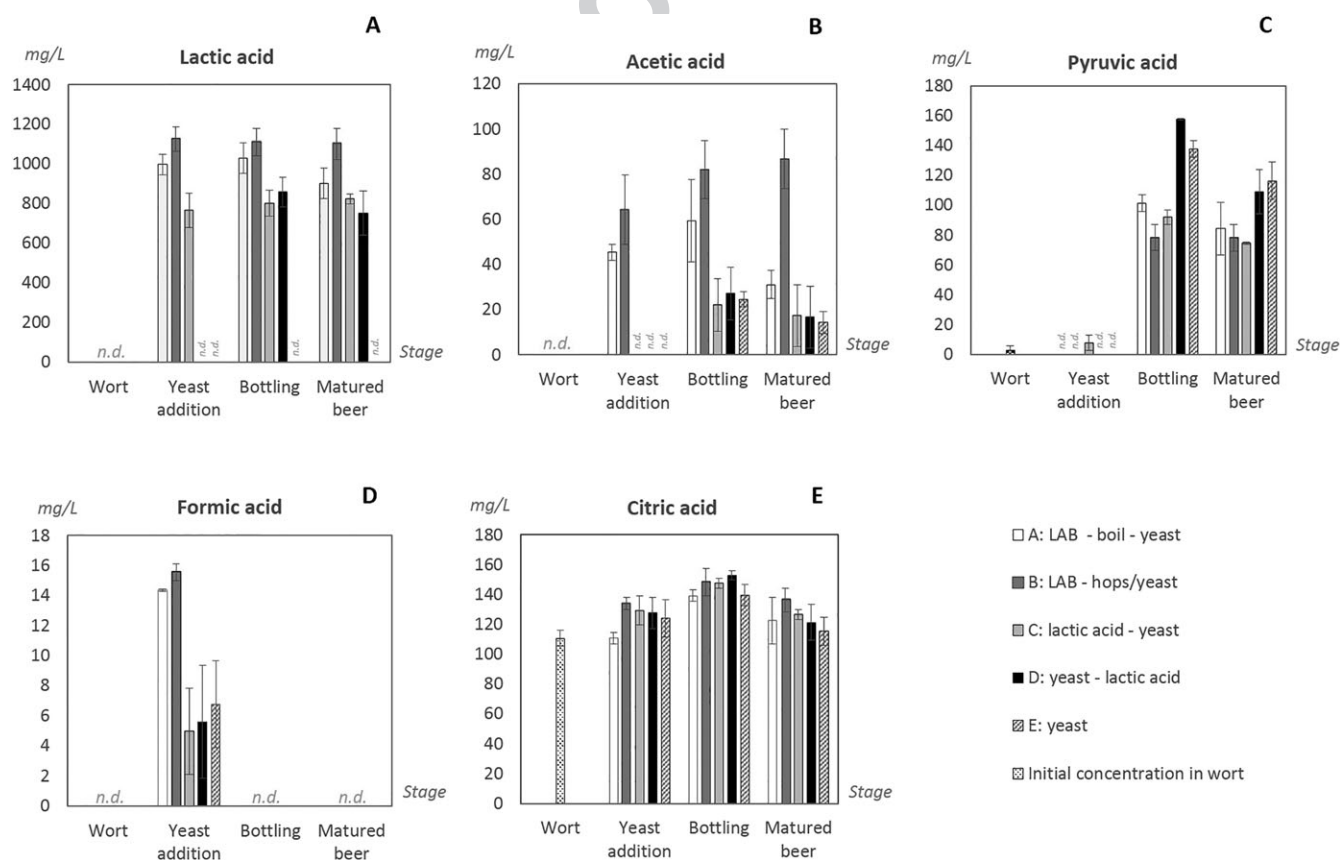 A
mg/L
Lactic acid
1400
1200
1000
800
600
400
200
0
n.d.
n.d.
n.d.
n.d.
n.d.
Stage
Wort
Yeast addition
Bottling
Matured beer
B
mg/L
Acetic acid
120
100
80
60
40
20
0
n.d.
n.d.
n.d.
n.d.
Stage
Wort
Yeast addition
Bottling
Matured beer
C
mg/L
Pyruvic acid
180
160
140
120
100
80
60
40
20
0
n.d.
n.d.
n.d.
n.d.
Stage
Wort
Yeast addition
Bottling
Matured beer
D
mg/L
Formic acid
18
16
14
12
10
8
6
4
2
0
n.d.
n.d.
n.d.
Stage
Wort
Yeast addition
Bottling
Matured beer
E
mg/L
Citric acid
180
160
140
120
100
80
60
40
20
0
Stage
Wort
Yeast addition
Bottling
Matured beer
A: LAB - boil - yeast
B: LAB - hops/yeast
C: lactic acid - yeast
D: yeast - lactic acid
E: yeast
Initial concentration in wort